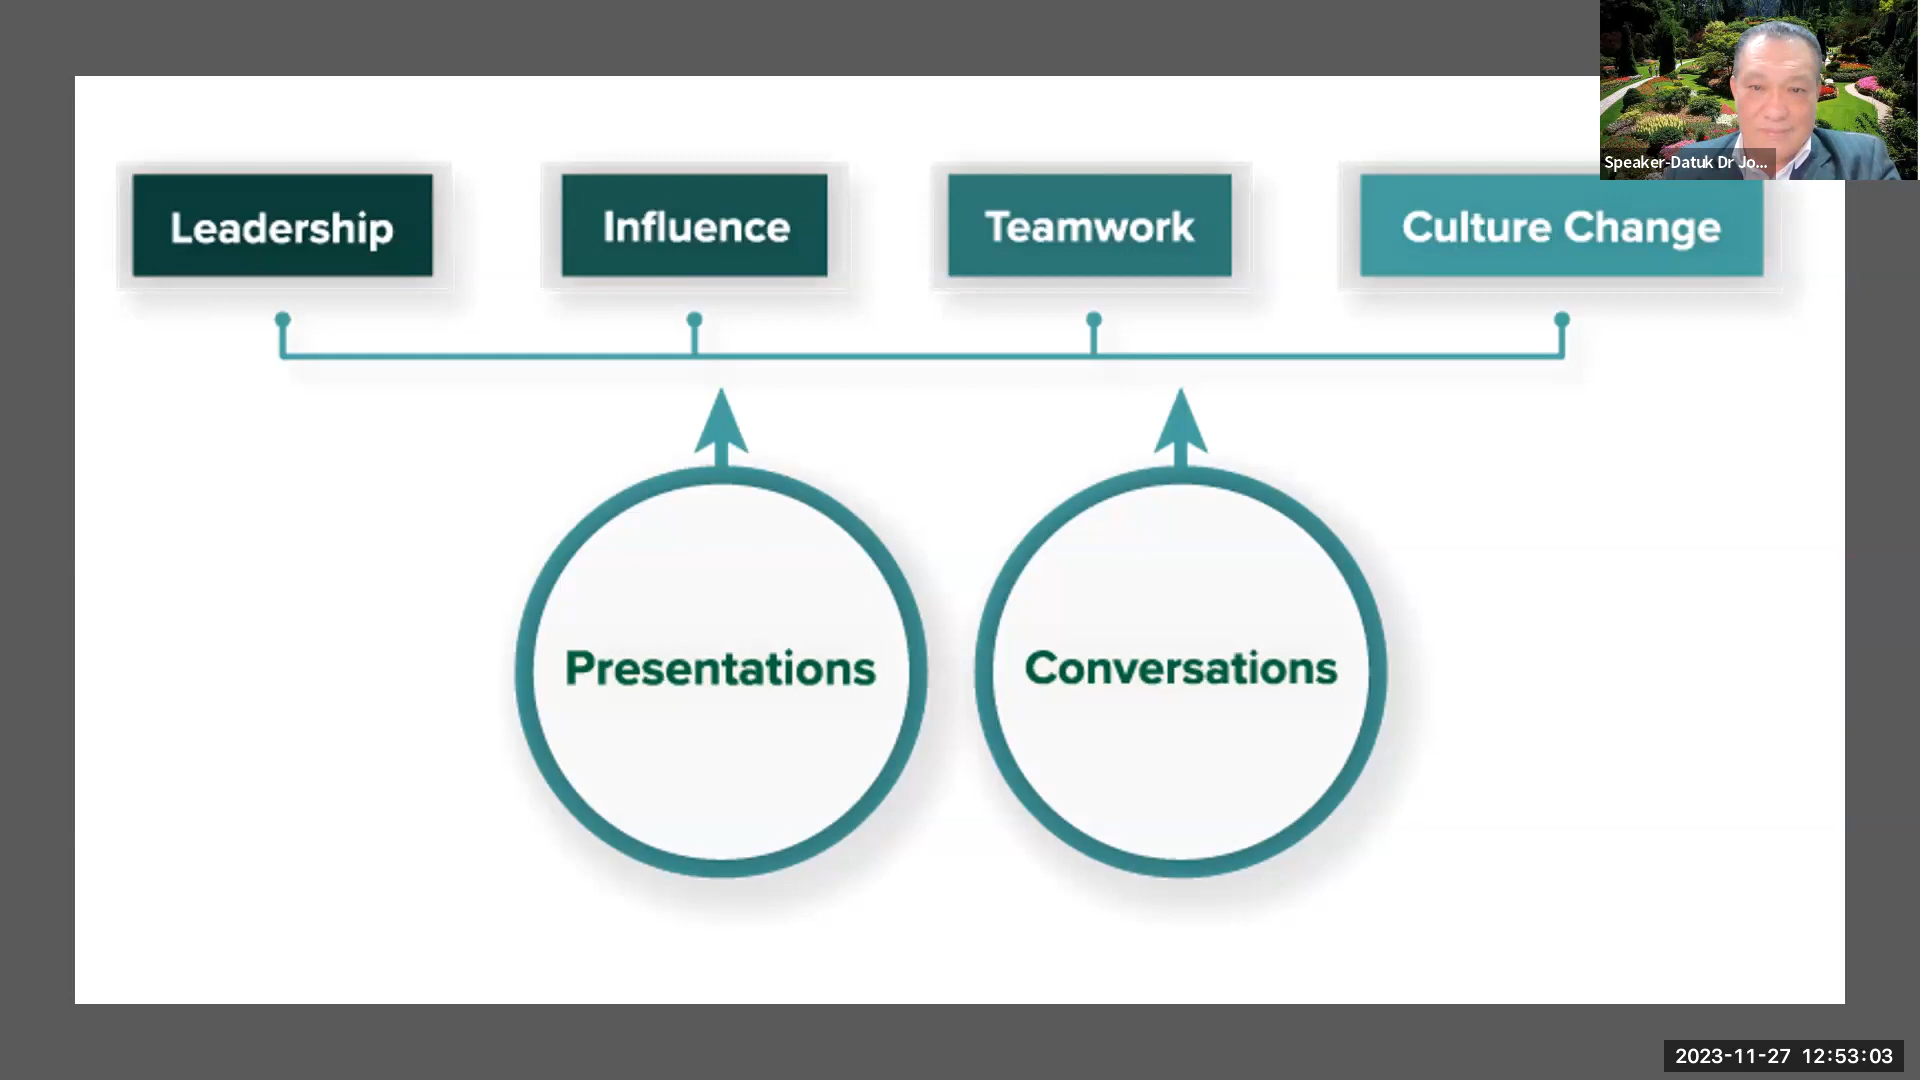 Speaker-Datuk Dr Jo...
Leadership
Influence
Teamwork
Culture Change
Presentations
Conversations
2023-11-27 12:53:03